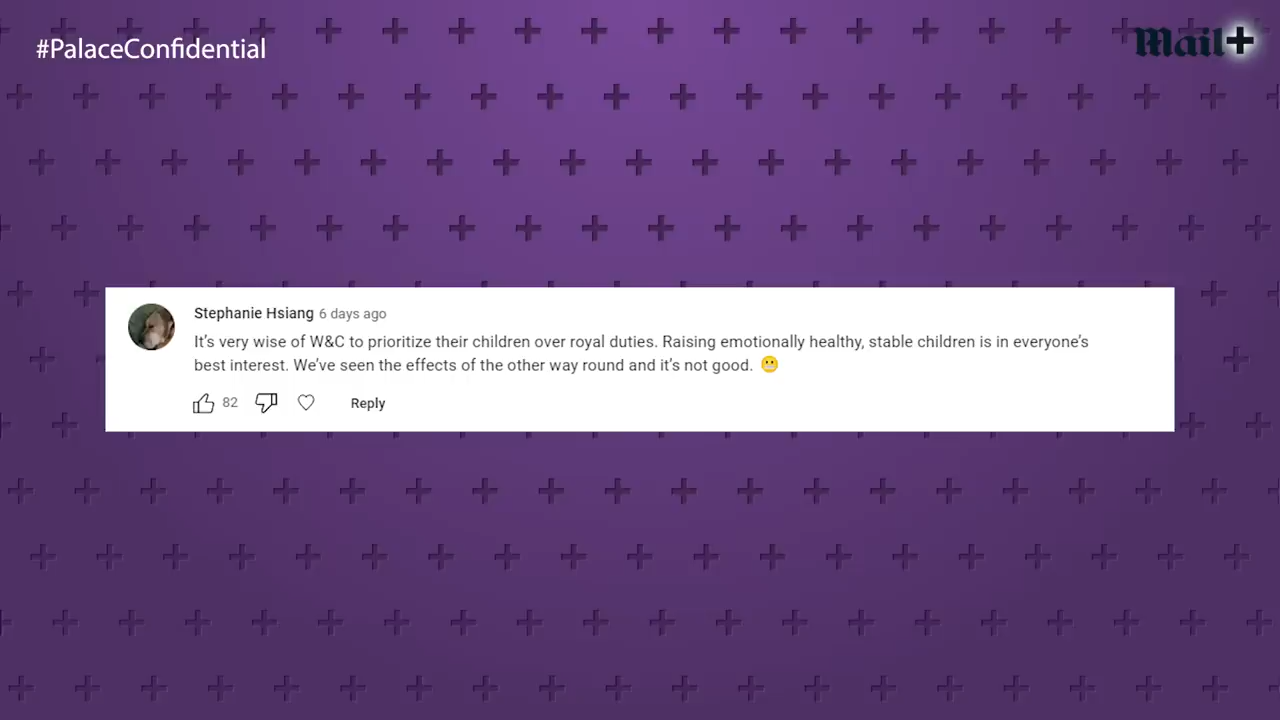 #PalaceConfidential
Mail+
Stephanie Hsiang 6 days ago
It’s very wise of W&C to prioritize their children over royal duties. Raising emotionally healthy, stable children is in everyone’s
best interest. We’ve seen the effects of the other way round and it’s not good. 😬
82
Reply